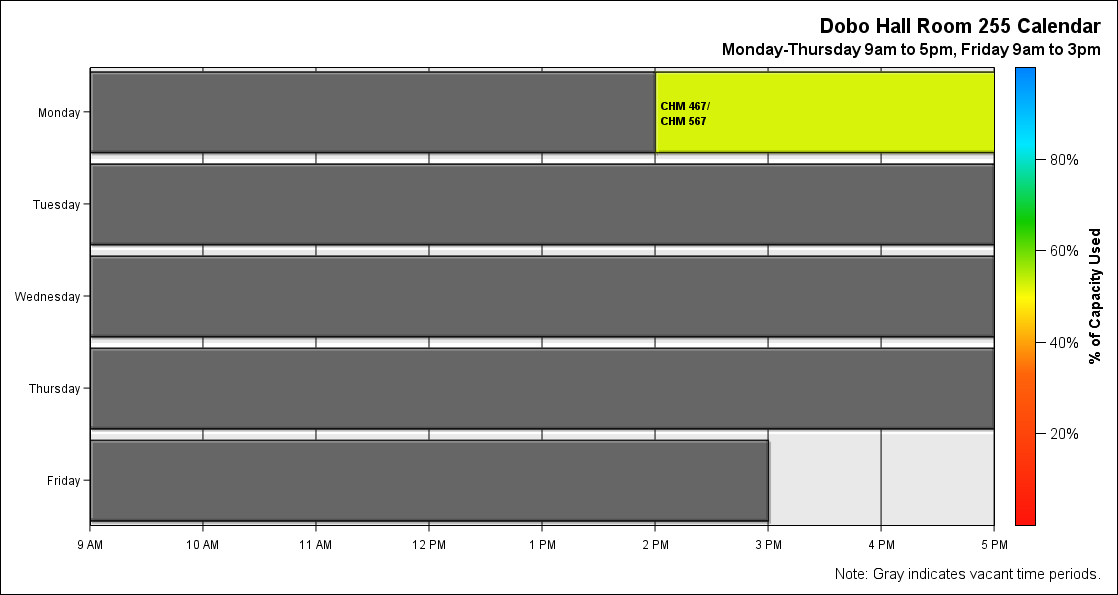 Dobo Hall Room 255 Calendar
Monday-Thursday 9am to 5pm, Friday 9am to 3pm
Monday
CHM 467/
CHM 567
Tuesday
Wednesday
Thursday
Friday
9 AM
10 AM
11 AM
12 PM
1 PM
2 PM
3 PM
4 PM
5 PM
80%
60%
40%
20%
% of Capacity Used
Note: Gray indicates vacant time periods.